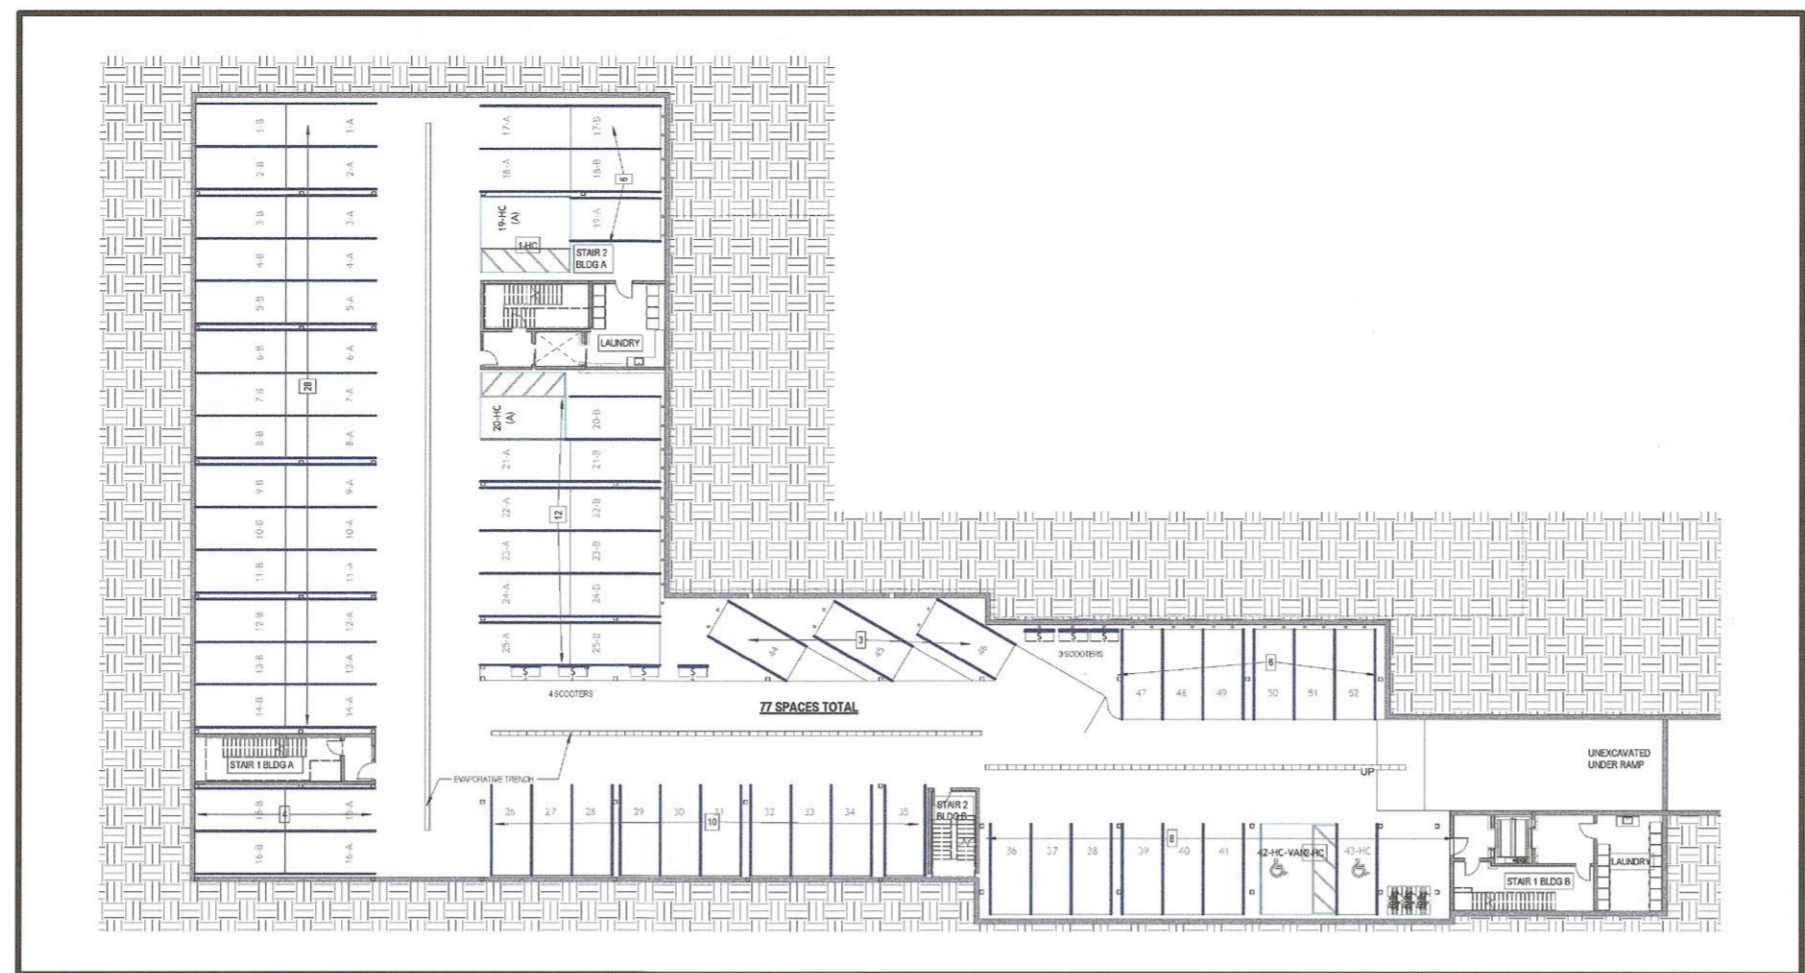 1-B
1-A
2-B
2-A
3-B
3-A
4-B
4-A
5-B
5-A
6-B
6-A
7-B
7-A
8-B
8-A
9-B
9-A
10-B
10-A
11-B
11-A
12-B
12-A
13-B
13-A
14-B
14-A
28
STAIR 1 BLDG A
15-B
15-A
4
16-B
16-A
17-A
17-B
18-A
18-B
6
19-HC
(A)
19-A
1-HC
STAIR 2
BLDG A
LAUNDRY
20-HC
(A)
20-B
21-A
21-B
22-A
22-B
12
23-A
23-B
24-A
25-A
25-B
S
S
S
S
4 SCOOTERS
44
45
46
3
S
S
S
3 SCOOTERS
47
48
49
50
51
52
6
77 SPACES TOTAL
EVAPORATIVE TRENCH
UP
UNEXCAVATED
UNDER RAMP
26
27
28
29
30
31
32
33
34
35
10
STAIR 2
BLDG B
36
37
38
39
40
41
8
42-HC-VAN
2-HC
43-HC
STAIR 1 BLDG B
LAUNDRY